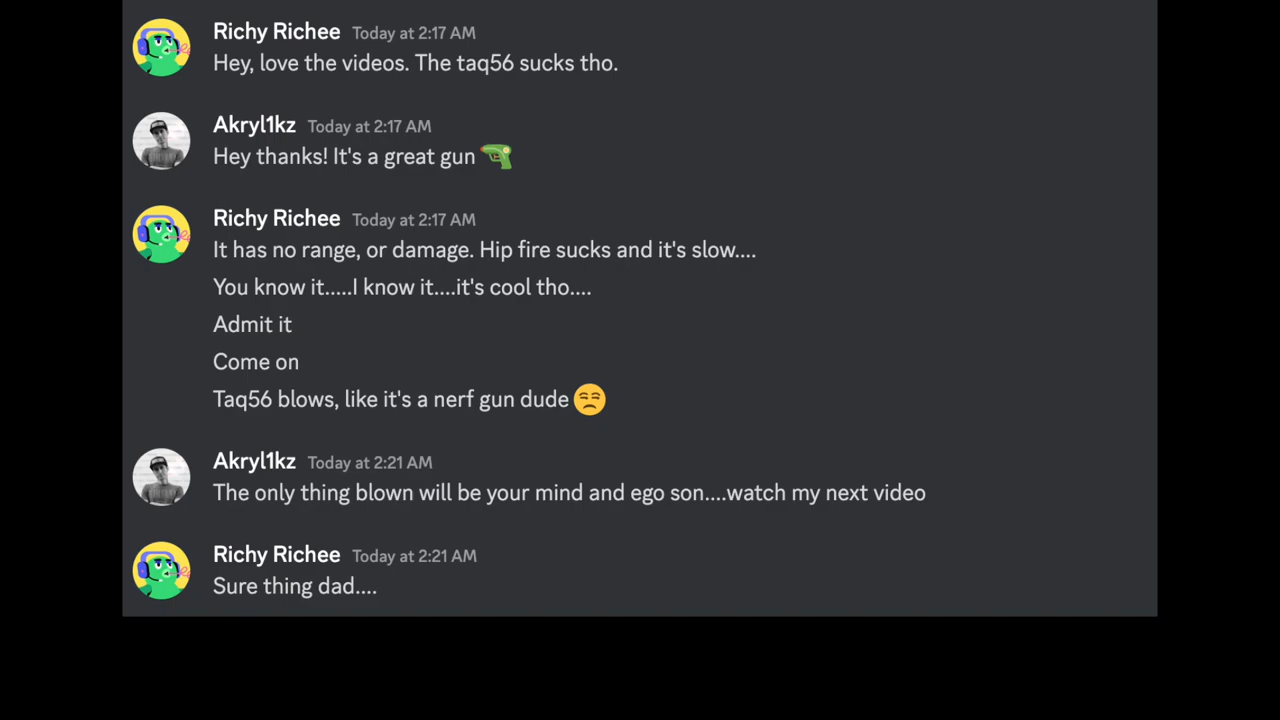 Richy Richee Today at 2:17 AM
Hey, love the videos. The taq56 sucks tho.
Akryl1kz Today at 2:17 AM
Hey thanks! It's a great gun 🔫
Richy Richee Today at 2:17 AM
It has no range, or damage. Hip fire sucks and it's slow....
You know it.....I know it....it's cool tho....
Admit it
Come on
Taq56 blows, like it's a nerf gun dude 😒
Akryl1kz Today at 2:21 AM
The only thing blown will be your mind and ego son....watch my next video
Richy Richee Today at 2:21 AM
Sure thing dad....